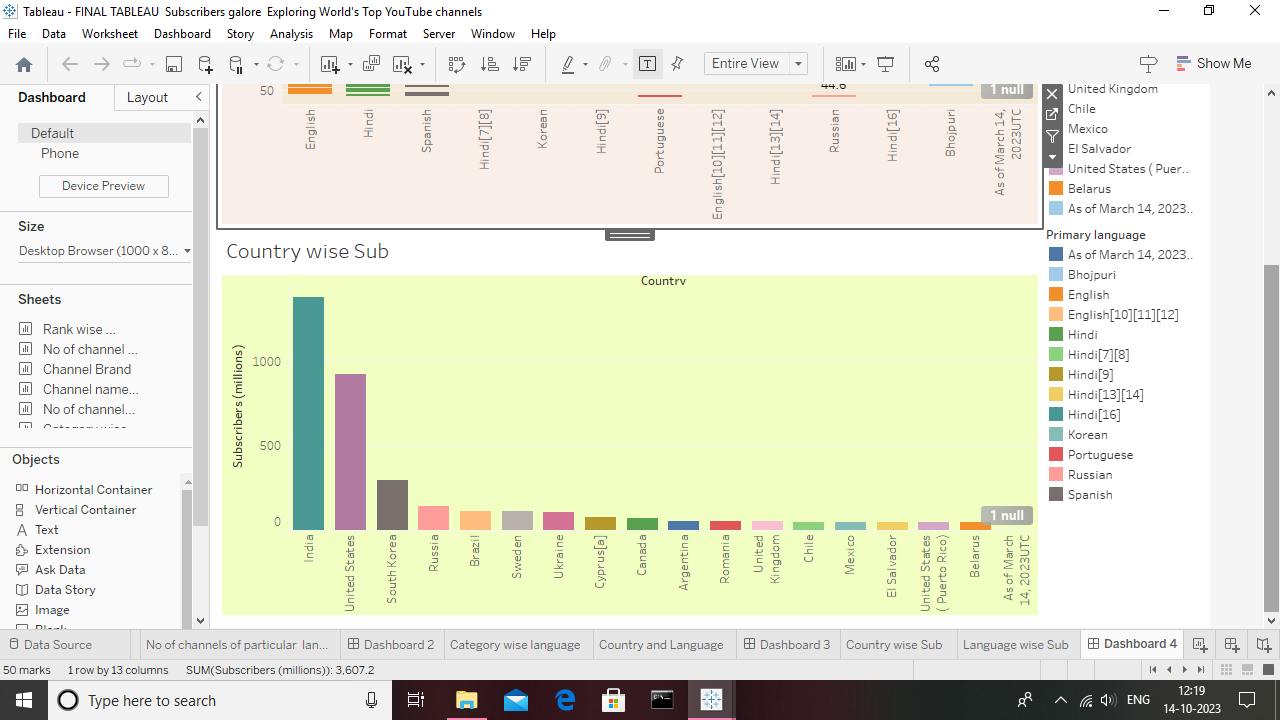 Tableau - FINAL TABLEAU  Subscribers galore  Exploring World's Top YouTube channels
File Data Worksheet Dashboard Story Analysis Map Format Server Window Help
Entire View
Show Me
Dashboard Layout
Default
Phone
Device Preview
Size
Desktop Browser (1000 x 8...
Sheets
Rank wise ...
No of channel ...
Channel Brand
Channel name...
No of channel...
Category wise
Objects
Horizontal Container
Vertical Container
Text
Extension
Ask Data
Data Story
Image
Blank
50
44.6
1 null
English
Hindi
Spanish
Hindi[7][8]
Korean
Hindi[9]
Portuguese
English[10][11][12]
Hindi[13][14]
Russian
Hindi[16]
Bhojpuri
As of March 14,
2023UTC
Country wise Sub
Country
Subscribers (millions)
1000
500
0
1 null
India
United States
South Korea
Russia
Brazil
Sweden
Ukraine
Cyprus[a]
Canada
Argentina
Romania
United
Kingdom
Chile
Mexico
El Salvador
United States
( Puerto Rico)
Belarus
As of March
14, 2023UTC
United Kingdom
Chile
Mexico
El Salvador
United States ( Puer..
Belarus
As of March 14, 2023..
Primary language
As of March 14, 2023..
Bhojpuri
English
English[10][11][12]
Hindi
Hindi[7][8]
Hindi[9]
Hindi[13][14]
Hindi[16]
Korean
Portuguese
Russian
Spanish
Data Source No of channels of particular  lan... Dashboard 2 Category wise language Country and Language Dashboard 3 Country wise Sub Language wise Sub Dashboard 4
50 marks 1 row by 13 columns SUM(Subscribers (millions)): 3,607.2
Type here to search
ENG
12:19
14-10-2023